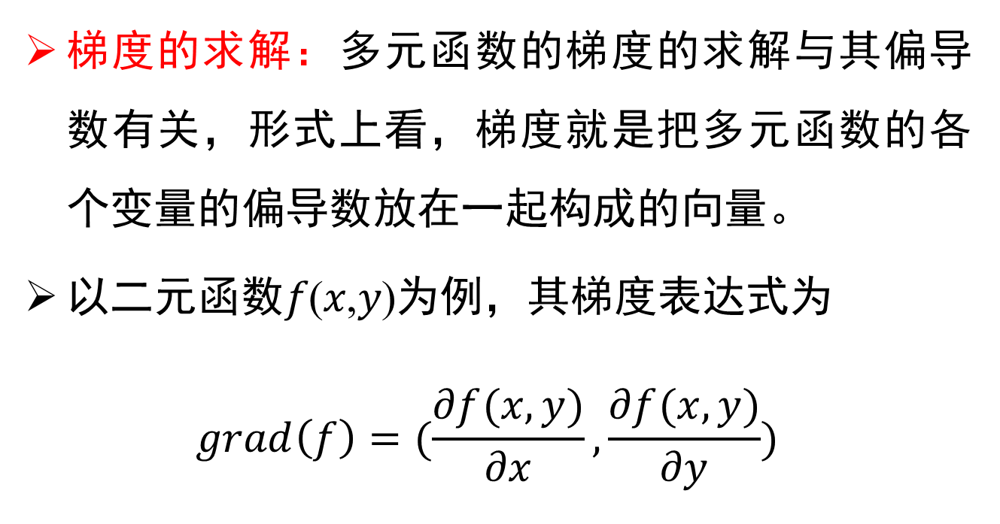 ➢ 梯度的求解：多元函数的梯度的求解与其偏导
数有关，形式上看，梯度就是把多元函数的各
个变量的偏导数放在一起构成的向量。
➢ 以二元函数f(x,y)为例，其梯度表达式为
grad(f) = (∂f(x, y)/∂x, ∂f(x, y)/∂y)